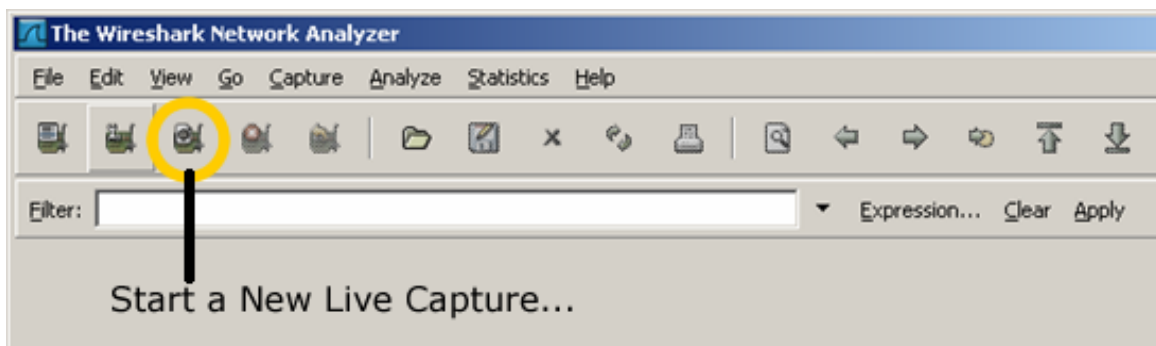 The Wireshark Network Analyzer
File Edit View Go Capture Analyze Statistics Help
Filter: Expression... Clear Apply
Start a New Live Capture...